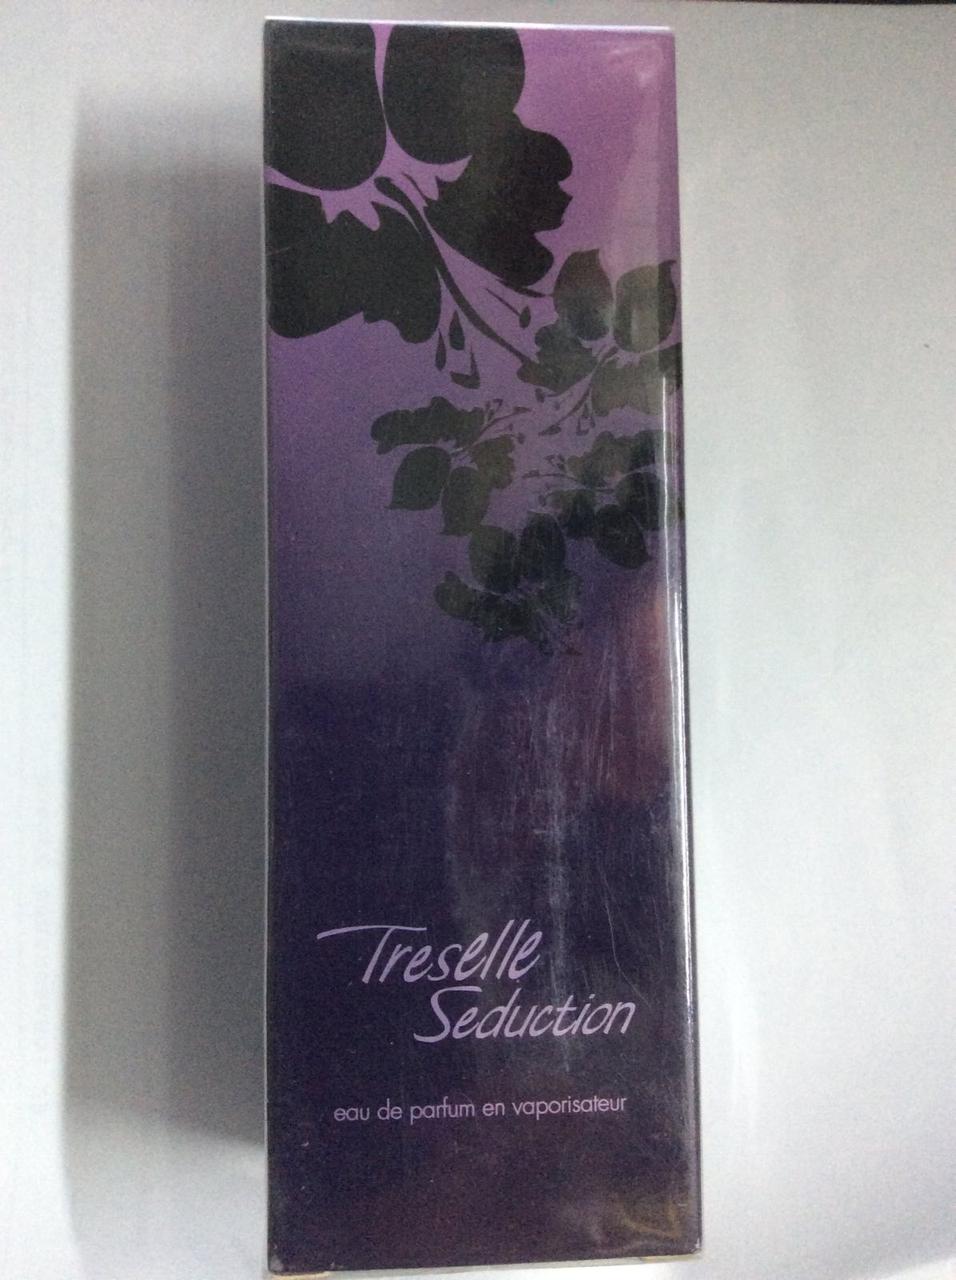 Treselle
Seduction
eau de parfum en vaporisateur